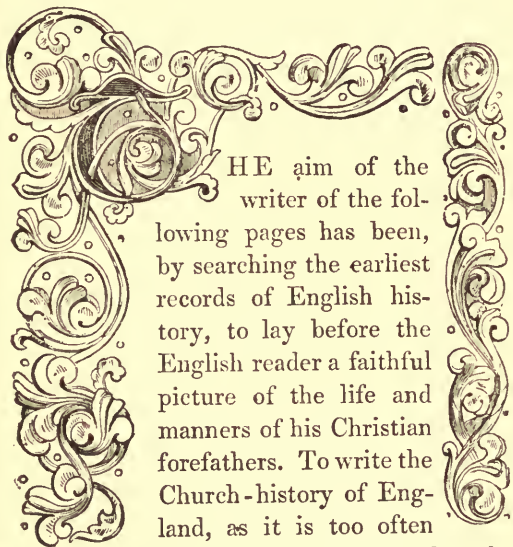 THE aim of the
writer of the fol-
lowing pages has been,
by searching the earliest
records of English his-
tory, to lay before the
English reader a faithful
picture of the life and
manners of his Christian
forefathers. To write the
Church-history of Eng-
land, as it is too often